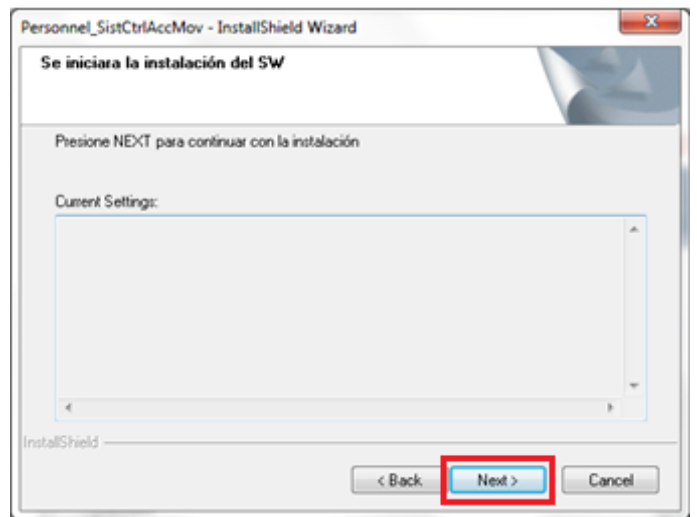 Personnel_SistCtrlAccMov - InstallShield Wizard
Se iniciara la instalación del SW
Presione NEXT para continuar con la instalación
Current Settings:
InstallShield
< Back Next > Cancel